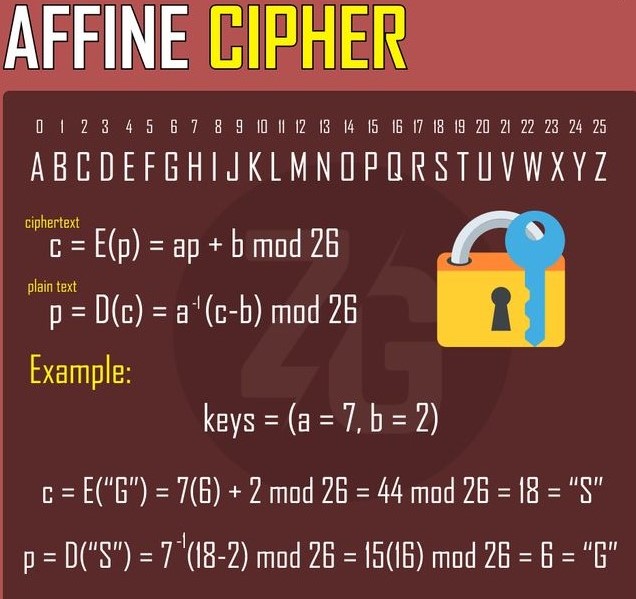 AFFINE CIPHER
0 1 2 3 4 5 6 7 8 9 10 11 12 13 14 15 16 17 18 19 20 21 22 23 24 25
A B C D E F G H I J K L M N O P Q R S T U V W X Y Z
ciphertext
c = E(p) = ap + b mod 26
plain text
p = D(c) = a⁻¹(c-b) mod 26
Example:
keys = (a = 7, b = 2)
c = E("G") = 7(6) + 2 mod 26 = 44 mod 26 = 18 = "S"
p = D("S") = 7⁻¹(18-2) mod 26 = 15(16) mod 26 = 6 = "G"
ZG